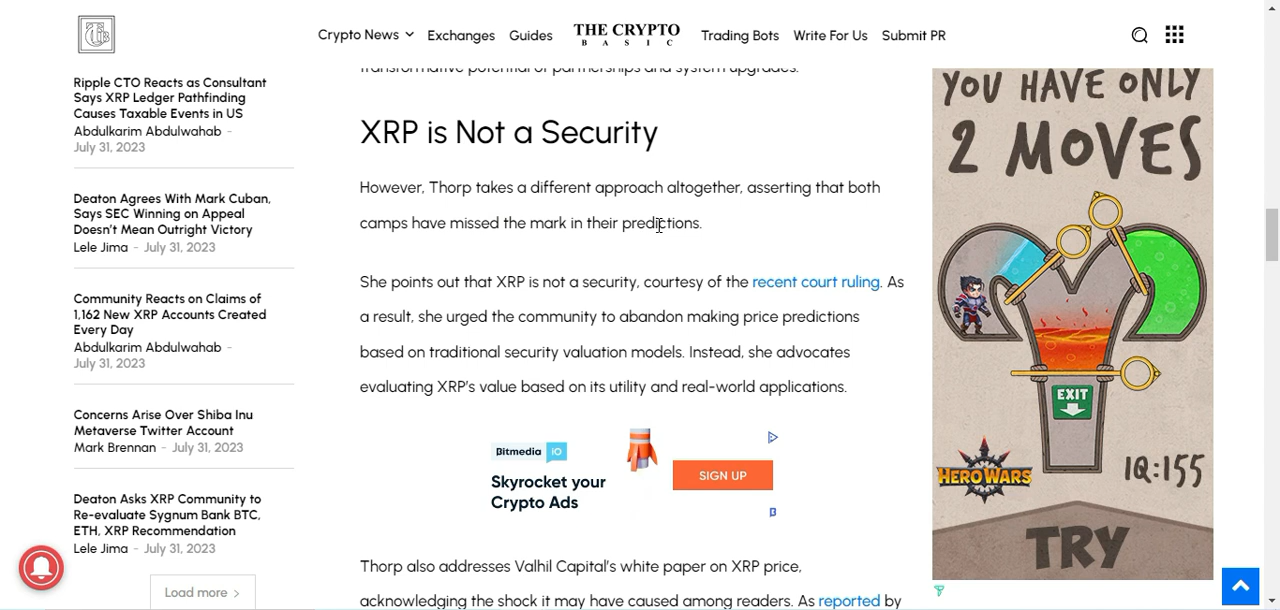 Crypto News
Exchanges
Guides
THE CRYPTO
BASIC
Trading Bots
Write For Us
Submit PR
Ripple CTO Reacts as Consultant
Says XRP Ledger Pathfinding
Causes Taxable Events in US
Abdulkarim Abdulwahab -
July 31, 2023
Deaton Agrees With Mark Cuban,
Says SEC Winning on Appeal
Doesn't Mean Outright Victory
Lele Jima - July 31, 2023
Community Reacts on Claims of
1,162 New XRP Accounts Created
Every Day
Abdulkarim Abdulwahab -
July 31, 2023
Concerns Arise Over Shiba Inu
Metaverse Twitter Account
Mark Brennan - July 31, 2023
Deaton Asks XRP Community to
Re-evaluate Sygnum Bank BTC,
ETH, XRP Recommendation
Lele Jima - July 31, 2023
Load more
transformative potential of partnerships and system upgrades.
XRP is Not a Security
However, Thorp takes a different approach altogether, asserting that both
camps have missed the mark in their predictions.
She points out that XRP is not a security, courtesy of the recent court ruling. As
a result, she urged the community to abandon making price predictions
based on traditional security valuation models. Instead, she advocates
evaluating XRP's value based on its utility and real-world applications.
Bitmedia IO
Skyrocket your
Crypto Ads
SIGN UP
Thorp also addresses Valhil Capital's white paper on XRP price,
acknowledging the shock it may have caused among readers. As reported by
YOU HAVE ONLY
2 MOVES
EXIT
HERO WARS
IQ:155
TRY